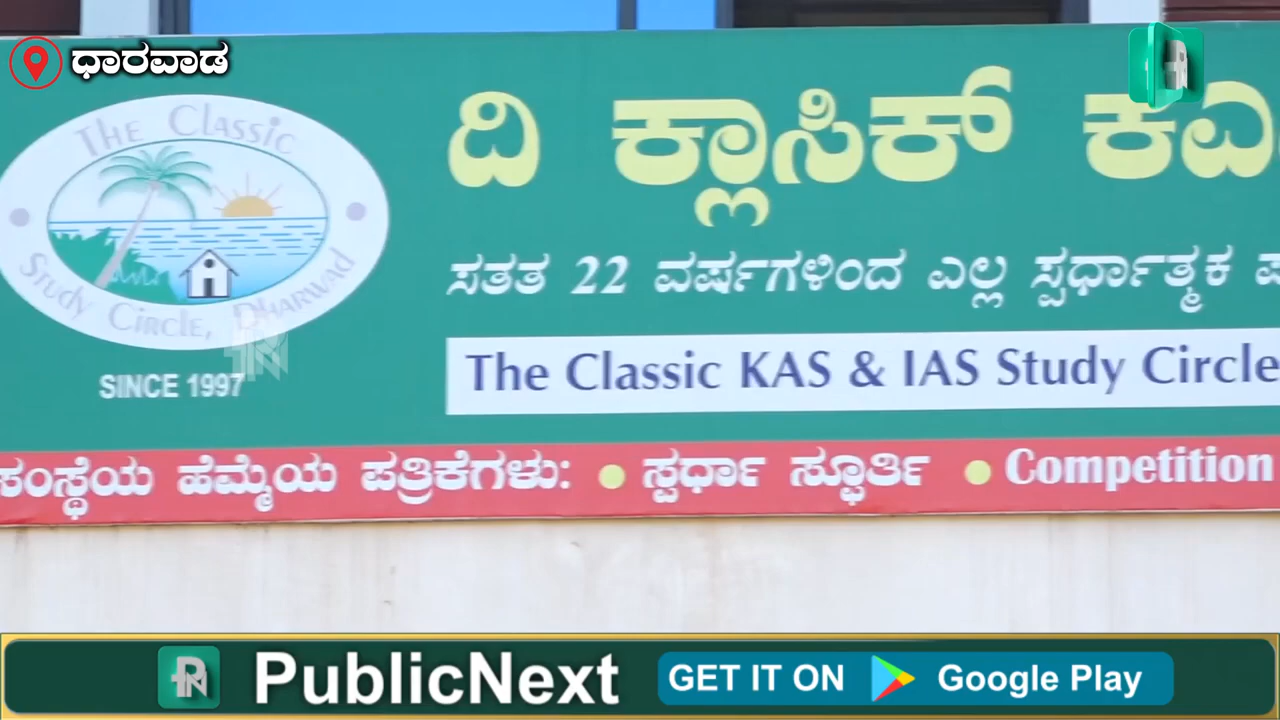 ಧಾರವಾಡ
The Classic
Study Circle, Dharwad
SINCE 1997
ದಿ ಕ್ಲಾಸಿಕ್
ಸತತ 22 ವರ್ಷಗಳಿಂದ ಎಲ್ಲ ಸ್ಪರ್ಧಾತ್ಮಕ
The Classic KAS & IAS Study Circle
ಸಂಸ್ಥೆಯ ಹೆಮ್ಮೆಯ ಪತ್ರಿಕೆಗಳು: • ಸ್ಪರ್ಧಾ ಸ್ಫೂರ್ತಿ • Competition
PublicNext GET IT ON Google Play